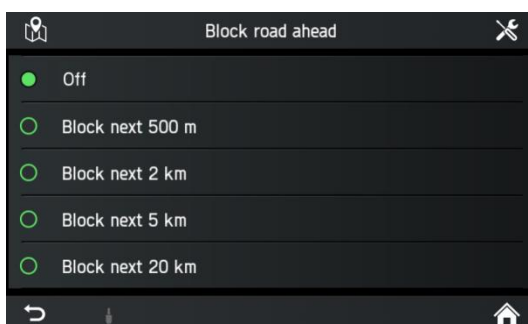 Block road ahead
Off
Block next 500 m
Block next 2 km
Block next 5 km
Block next 20 km